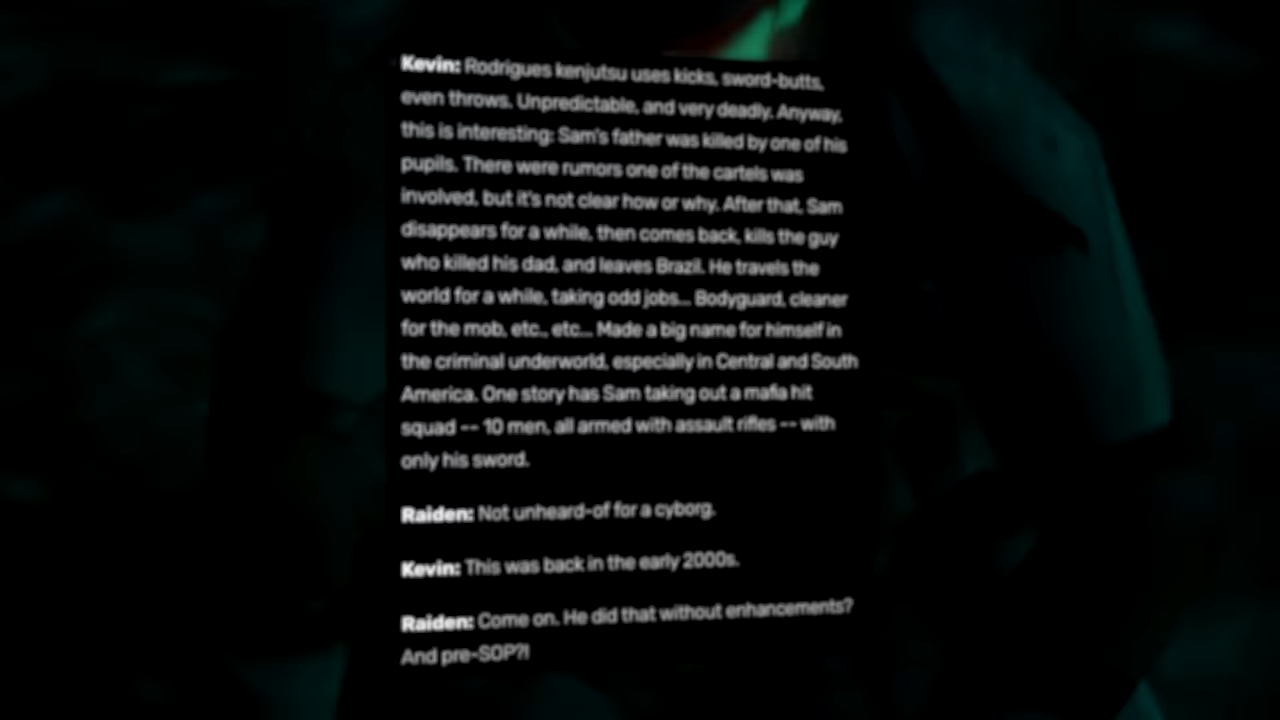 Kevin: Rodrigues kenjutsu uses kicks, sword-butts,
even throws. Unpredictable, and very deadly. Anyway,
this is interesting: Sam's father was killed by one of his
pupils. There were rumors one of the cartels was
involved, but it's not clear how or why. After that, Sam
disappears for a while, then comes back, kills the guy
who killed his dad, and leaves Brazil. He travels the
world for a while, taking odd jobs... Bodyguard, cleaner
for the mob, etc., etc... Made a big name for himself in
the criminal underworld, especially in Central and South
America. One story has Sam taking out a mafia hit
squad -- 10 men, all armed with assault rifles -- with
only his sword.
Raiden: Not unheard-of for a cyborg.
Kevin: This was back in the early 2000s.
Raiden: Come on. He did that without enhancements?
And pre-SOP?!